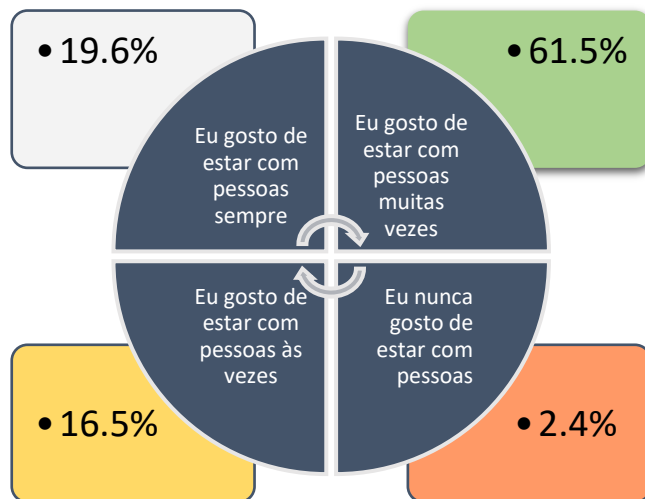 • 19.6%
• 61.5%
Eu gosto de
estar com
pessoas
sempre
Eu gosto de
estar com
pessoas
muitas
vezes
Eu gosto de
estar com
pessoas às
vezes
Eu nunca
gosto de
estar com
pessoas
• 16.5%
• 2.4%